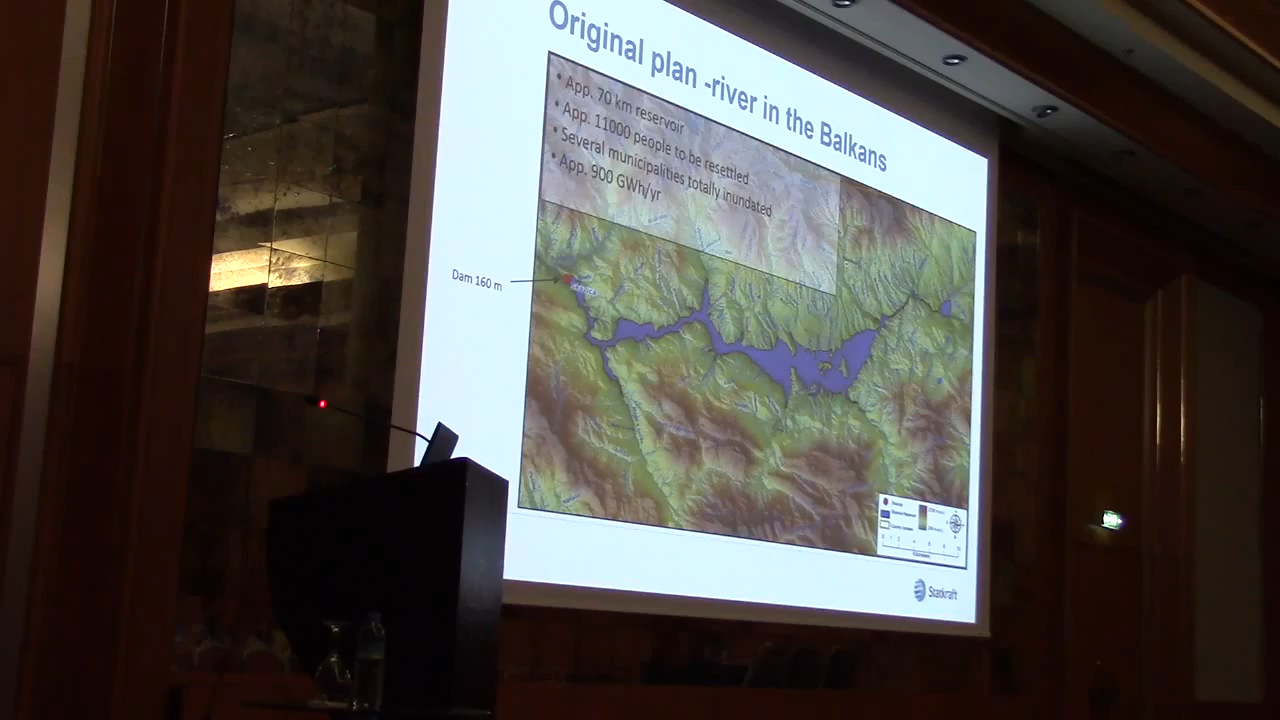 Original plan -river in the Balkans
• App. 70 km reservoir
• App. 11000 people to be resettled
• Several municipalities totally inundated
• App. 900 GWh/yr
Dam 160 m
Statkraft